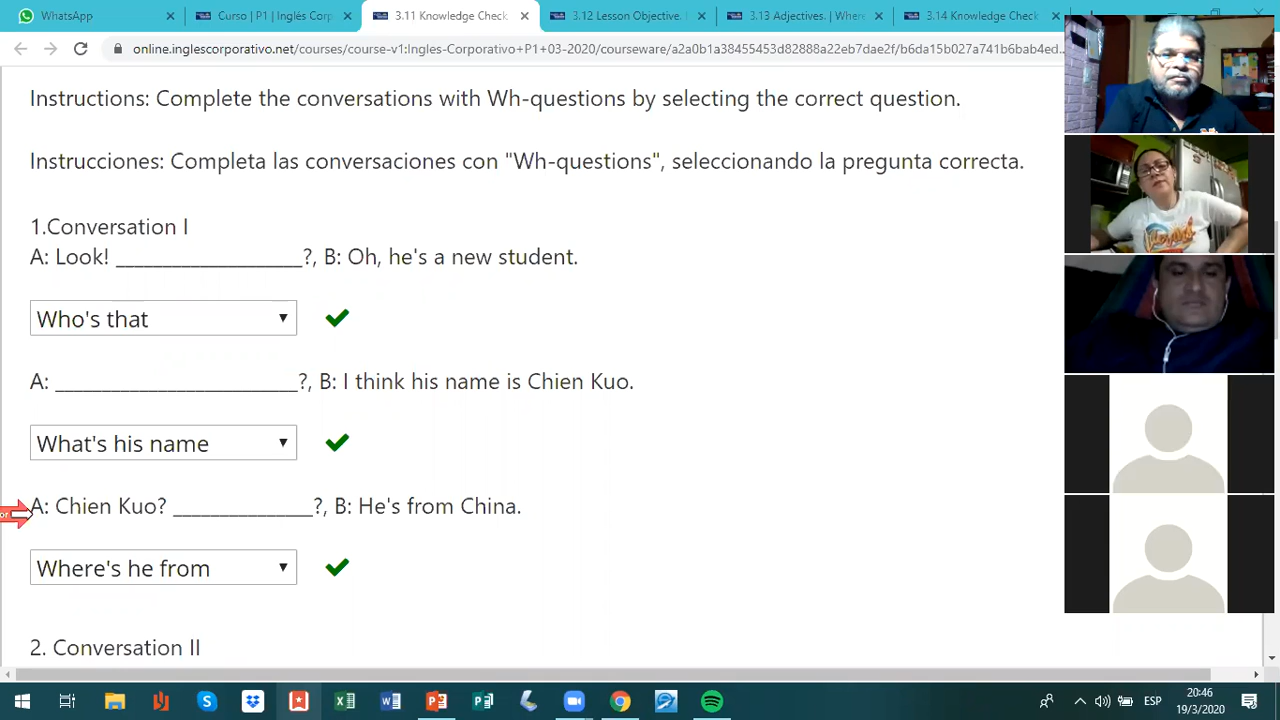 WhatsApp
Curso | P1 | Inglés Corp
3.11 Knowledge Check
3.12 Lesson Objective.
3.13 Adjectives. | Where
3.14 Knowledge Check
online.inglescorporativo.net/courses/course-v1:Ingles-Corporativo+P1+03-2020/courseware/a2a0b1a38455453d82888a22eb7dae2f/b6da15b027a741b6bab4ed...
Instructions: Complete the conversations with Wh-questions by selecting the correct question.
Instrucciones: Completa las conversaciones con "Wh-questions", seleccionando la pregunta correcta.
1.Conversation I
A: Look! ___________________?, B: Oh, he's a new student.
Who's that
A: _________________________?, B: I think his name is Chien Kuo.
What's his name
or
A: Chien Kuo? ______________?, B: He's from China.
Where's he from
2. Conversation II
ESP
20:46
19/3/2020